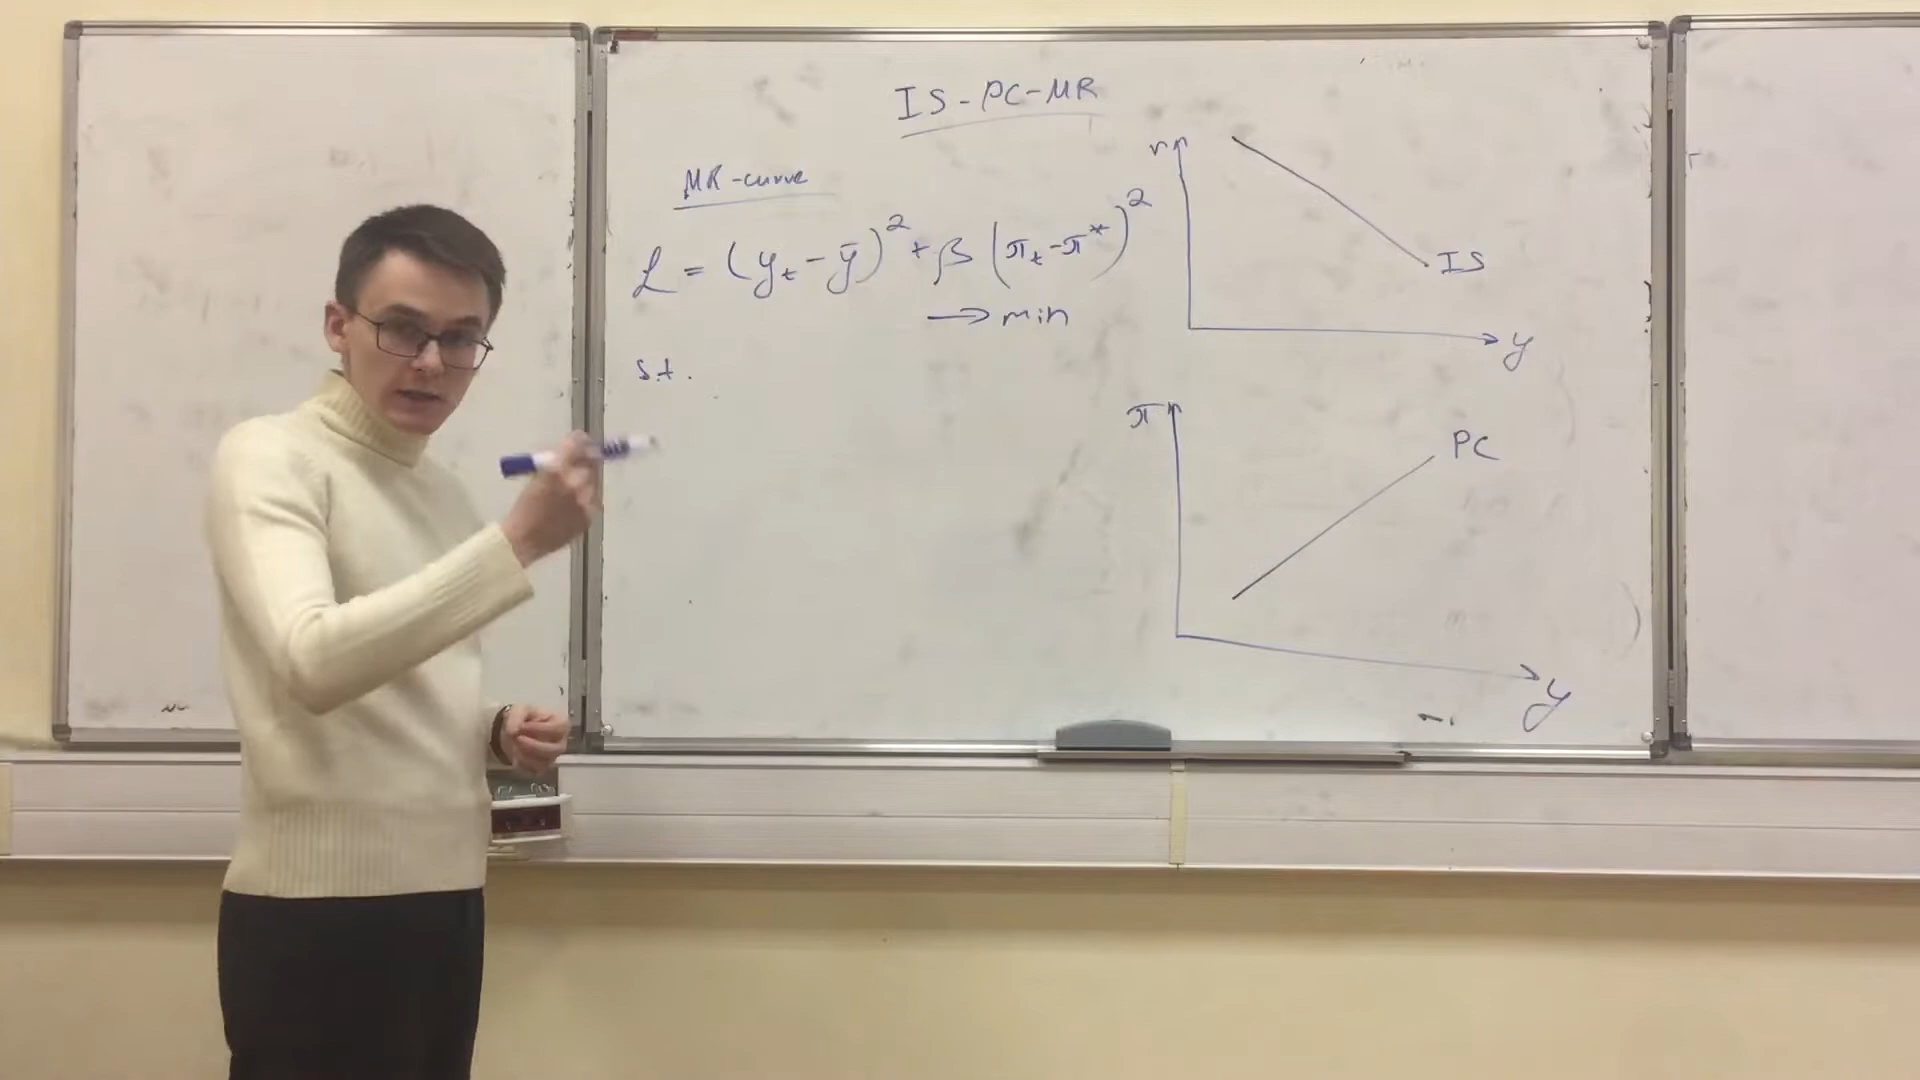 IS-PC-MR
MR-curve
ℒ = (y_t - ȳ)² + β (π_t - π*)²
→ min
s.t.
r
IS
y
π
PC
y